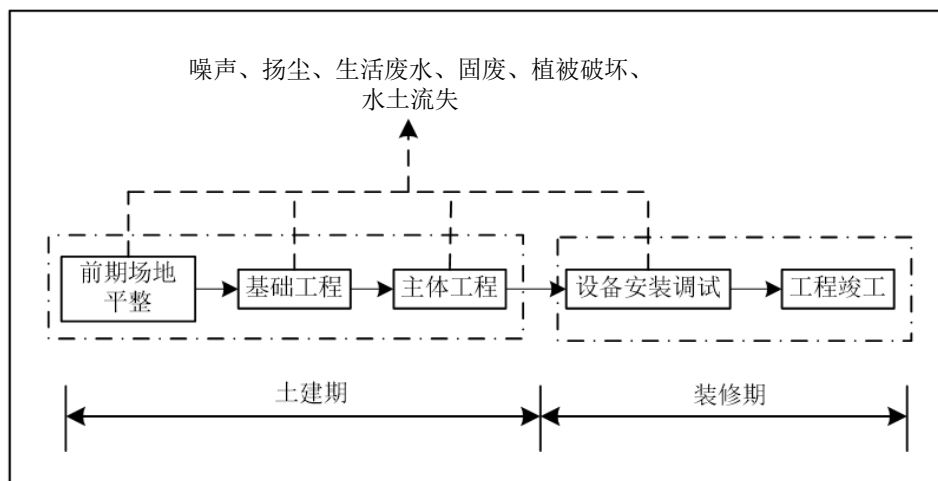 噪声、扬尘、生活废水、固废、植被破坏、
水土流失
前期场地
平整
基础工程
主体工程
设备安装调试
工程竣工
土建期
装修期